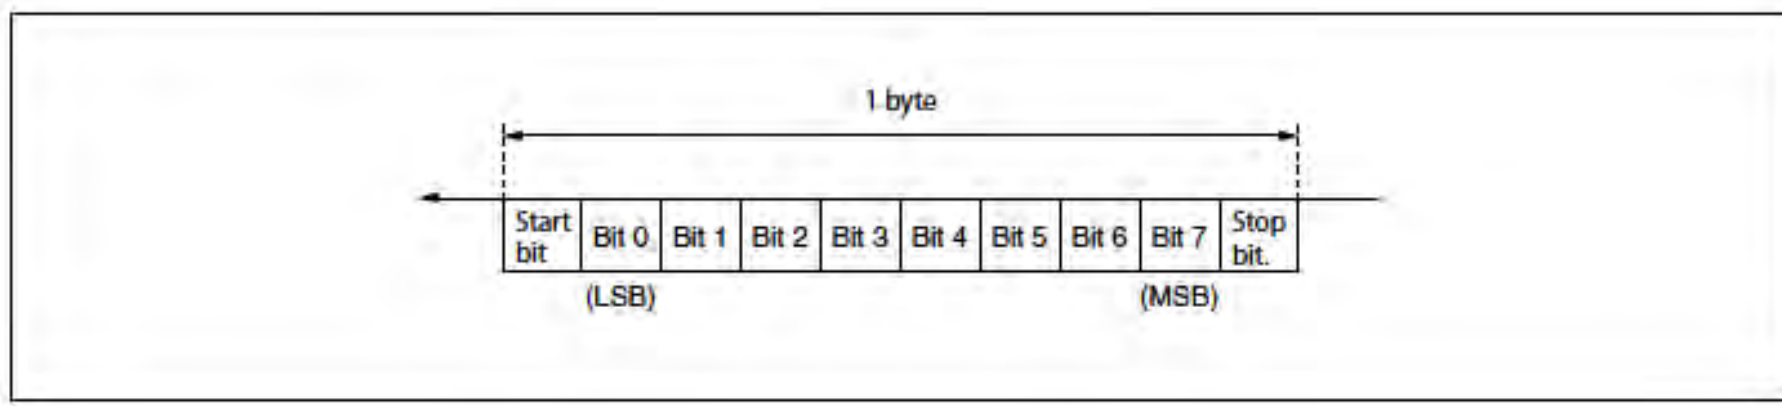 1 byte
Start bit Bit 0 Bit 1 Bit 2 Bit 3 Bit 4 Bit 5 Bit 6 Bit 7 Stop bit.
(LSB) (MSB)